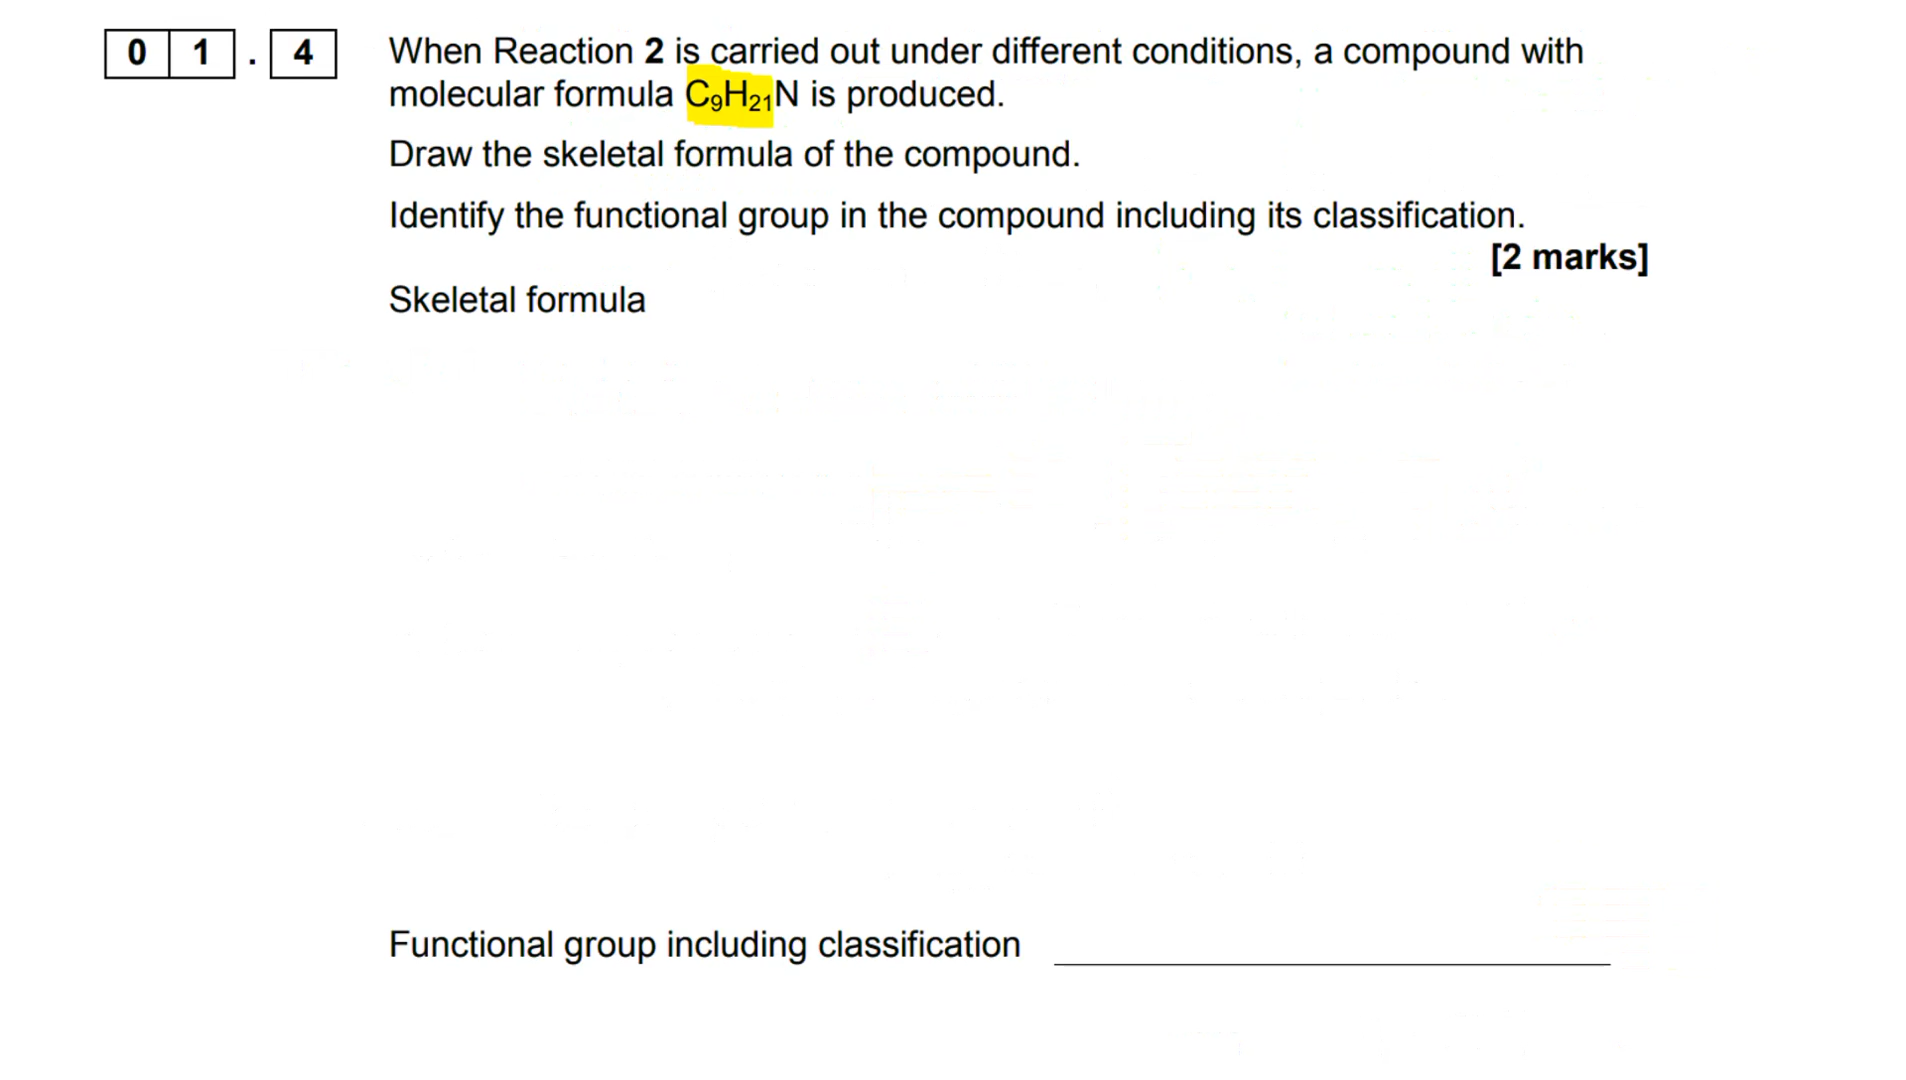 0 1 . 4 When Reaction 2 is carried out under different conditions, a compound with
molecular formula C₉H₂₁N is produced.
Draw the skeletal formula of the compound.
Identify the functional group in the compound including its classification.
[2 marks]
Skeletal formula
Functional group including classification